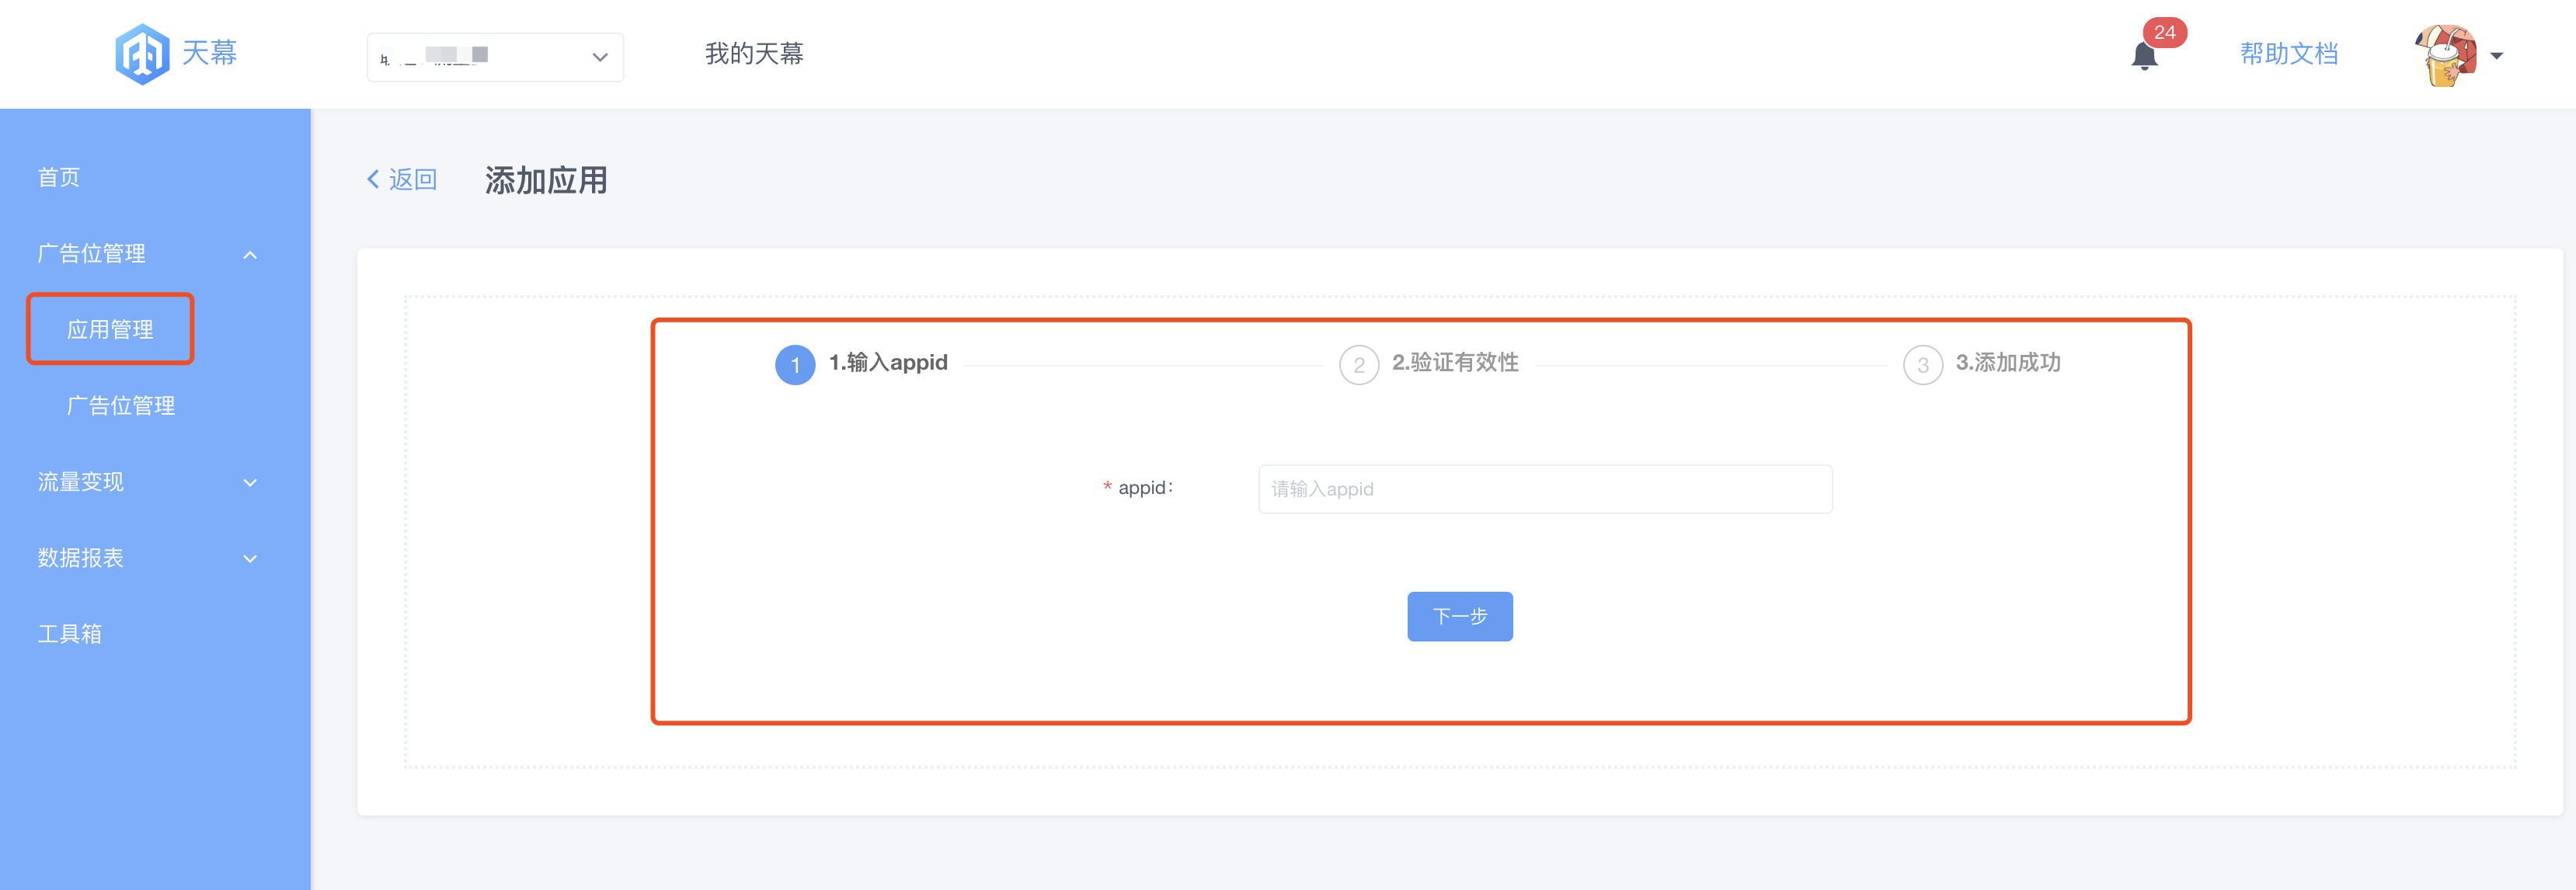 天幕
我的天幕
24
帮助文档
首页
广告位管理
应用管理
广告位管理
流量变现
数据报表
工具箱
返回
添加应用
1 1.输入appid
2 2.验证有效性
3 3.添加成功
* appid：
请输入appid
下一步